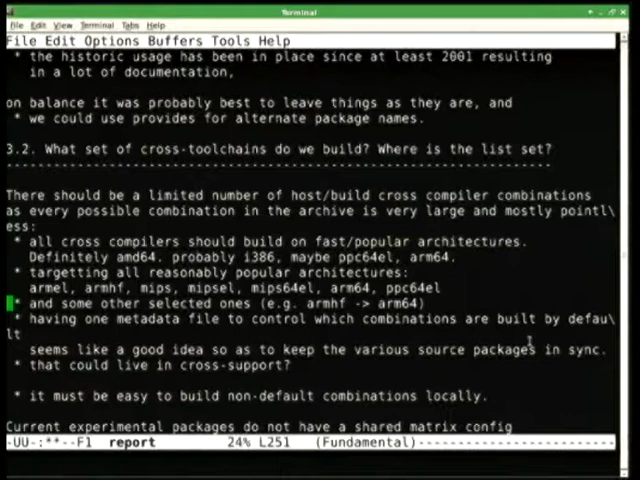 Terminal
File Edit View Terminal Tabs Help
File Edit Options Buffers Tools Help
* the historic usage has been in place since at least 2001 resulting
in a lot of documentation,
on balance it was probably best to leave things as they are, and
* we could use provides for alternate package names.
3.2. What set of cross-toolchains do we build? Where is the list set?
----------------------------------------------------------------------
There should be a limited number of host/build cross compiler combinations
as every possible combination in the archive is very large and mostly pointl\
ess:
* all cross compilers should build on fast/popular architectures.
Definitely amd64. probably i386, maybe ppc64el, arm64.
* targetting all reasonably popular architectures:
armel, armhf, mips, mipsel, mips64el, arm64, ppc64el
* and some other selected ones (e.g. armhf -> arm64)
* having one metadata file to control which combinations are built by defau\
lt
seems like a good idea so as to keep the various source packages in sync.
* that could live in cross-support?
* it must be easy to build non-default combinations locally.
Current experimental packages do not have a shared matrix config
-UU-:**--F1 report 24% L251 (Fundamental)-------------------------